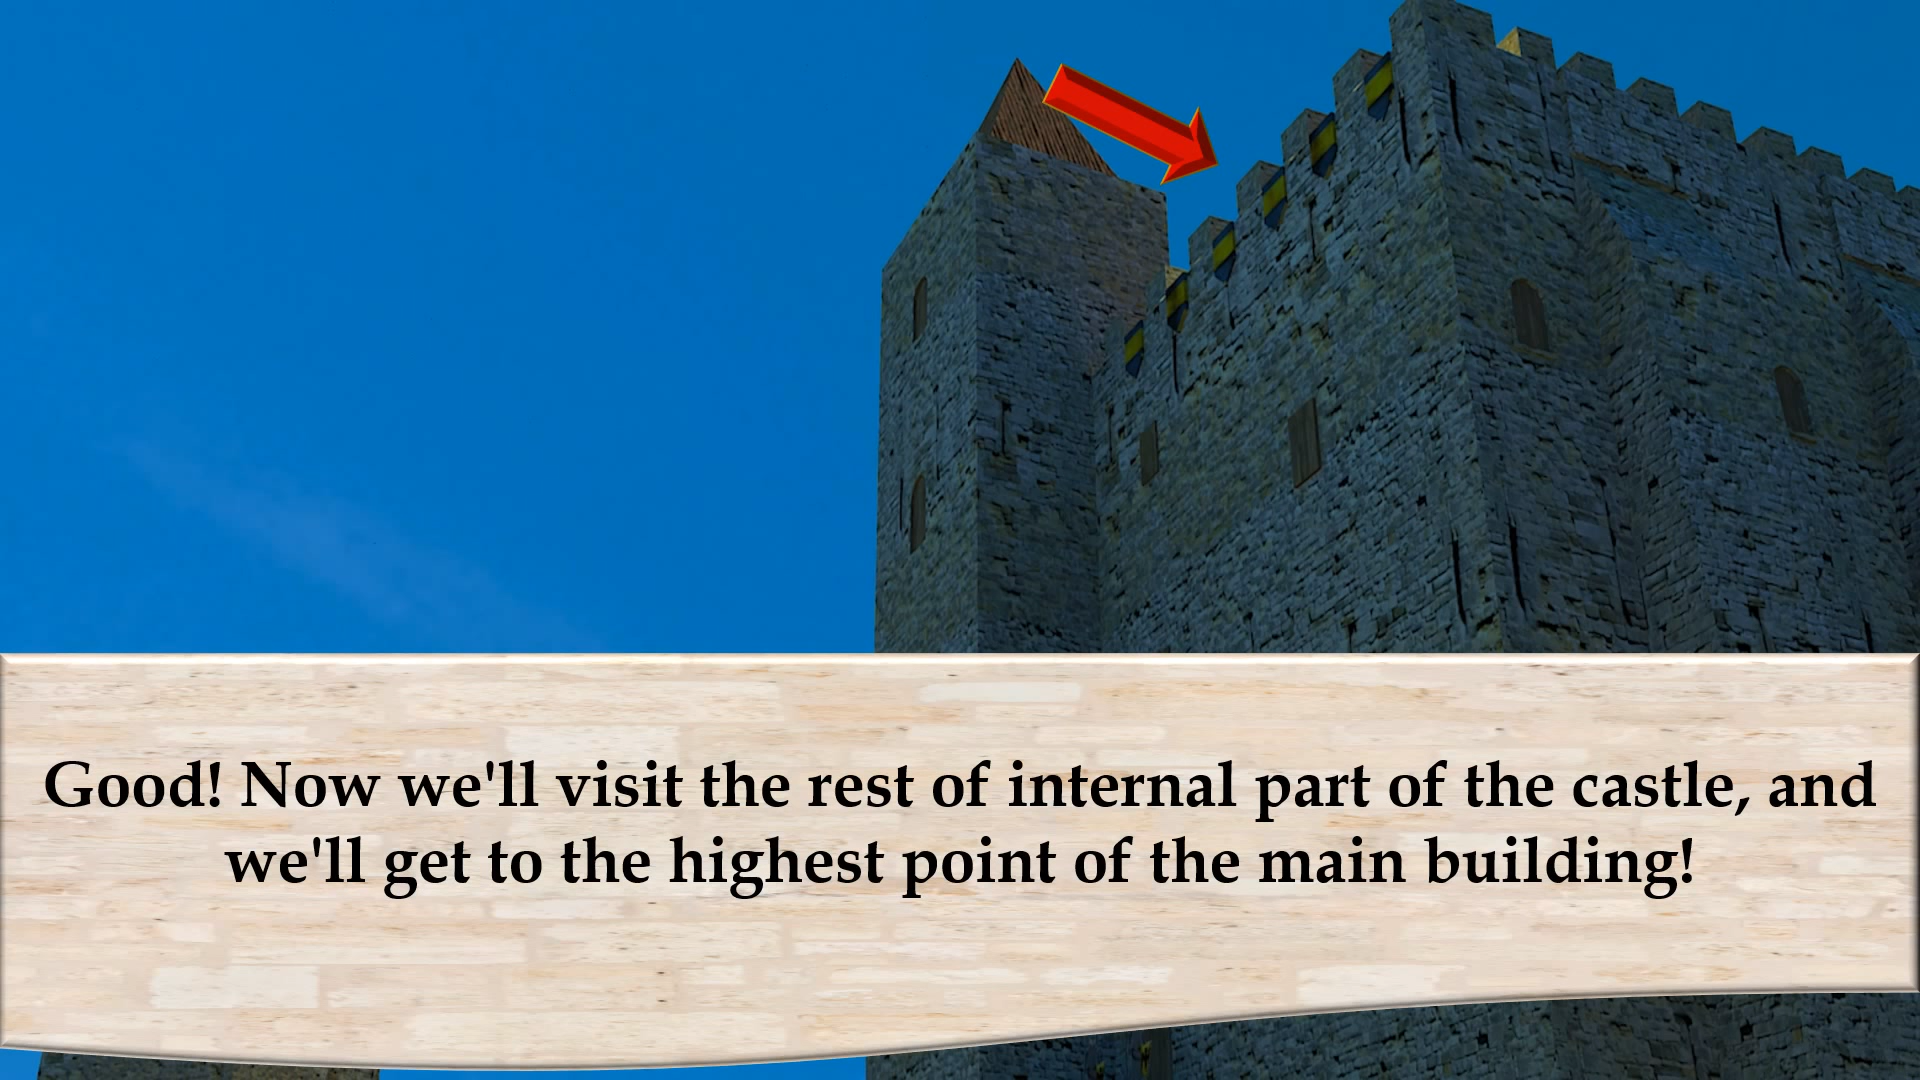 Good! Now we'll visit the rest of internal part of the castle, and
we'll get to the highest point of the main building!